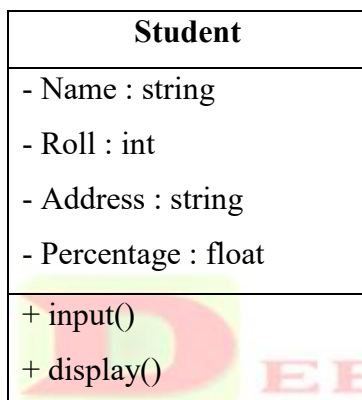 Student
- Name : string
- Roll : int
- Address : string
- Percentage : float
+ input()
+ display()